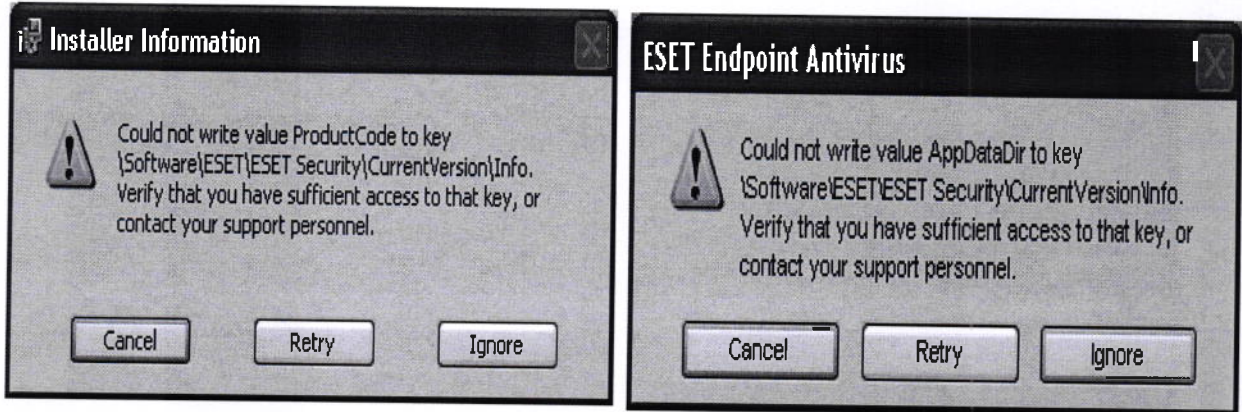 Installer Information
Could not write value ProductCode to key
\Software\ESET\ESET Security\CurrentVersion\Info.
Verify that you have sufficient access to that key, or
contact your support personnel.
Cancel
Retry
Ignore
ESET Endpoint Antivirus
Could not write value AppDataDir to key
\Software\ESET\ESET Security\CurrentVersion\Info.
Verify that you have sufficient access to that key, or
contact your support personnel.
Cancel
Retry
Ignore